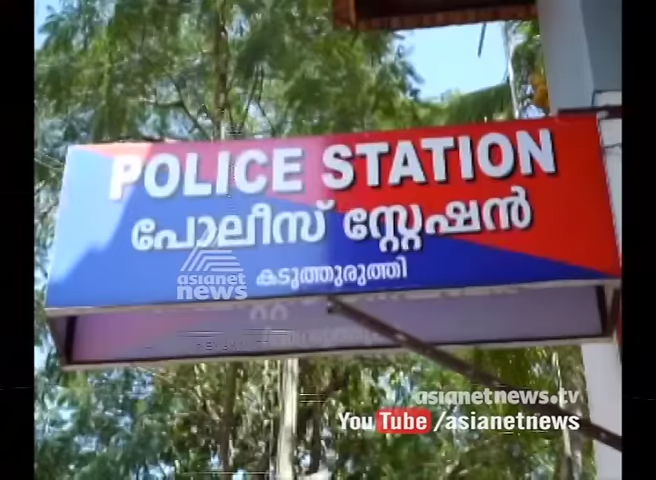 POLICE STATION
പോലീസ് സ്റ്റേഷൻ
കടുത്തുരുത്തി
asianet
news
asianetnews.tv
YouTube /asianetnews